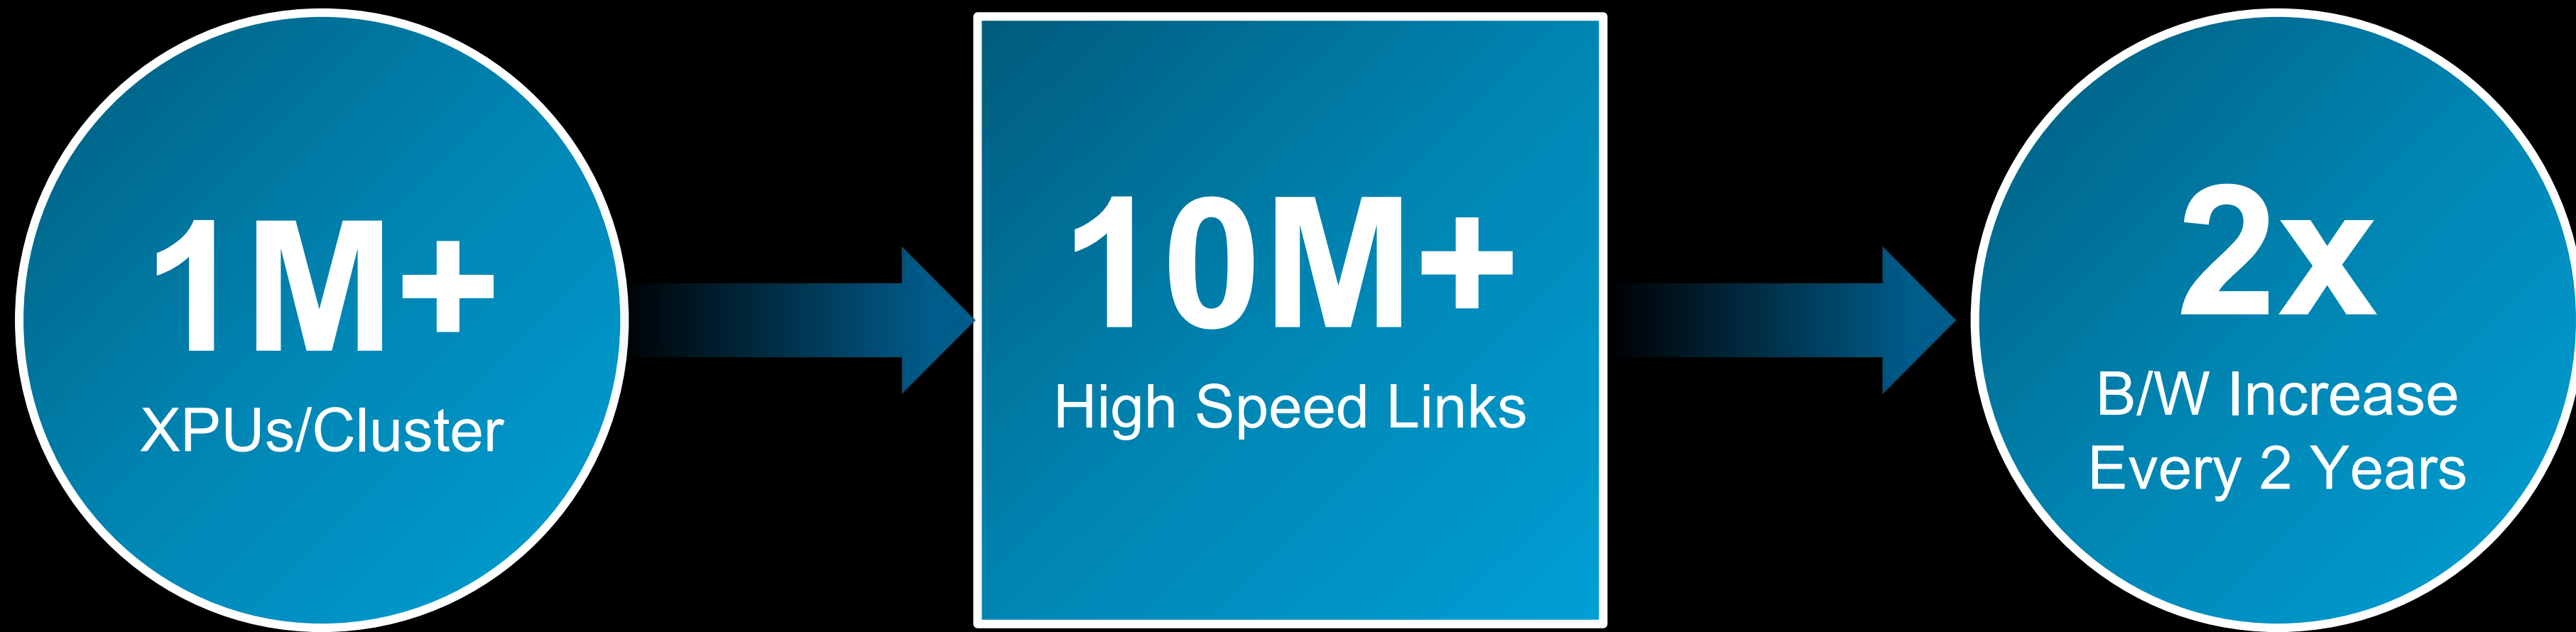 1M+
XPUs/Cluster
10M+
High Speed Links
2x
B/W Increase
Every 2 Years